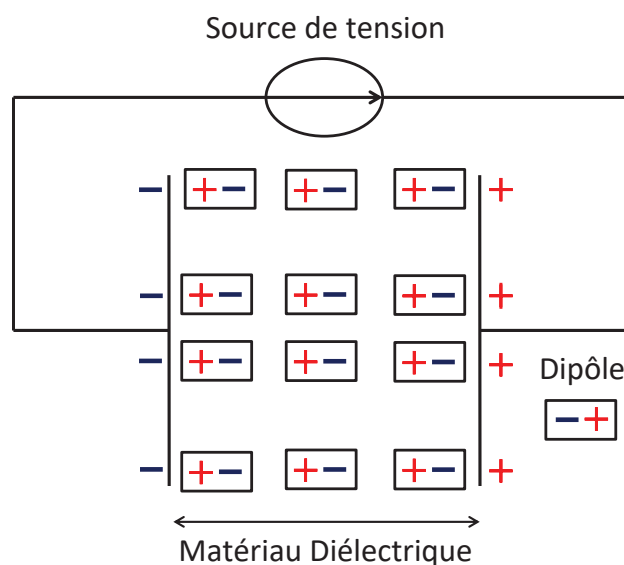 Source de tension
− + − + − + − +
− + − + − + − +
− + − + − + − +
Dipôle
− +
− + − + − + − +
Matériau Diélectrique